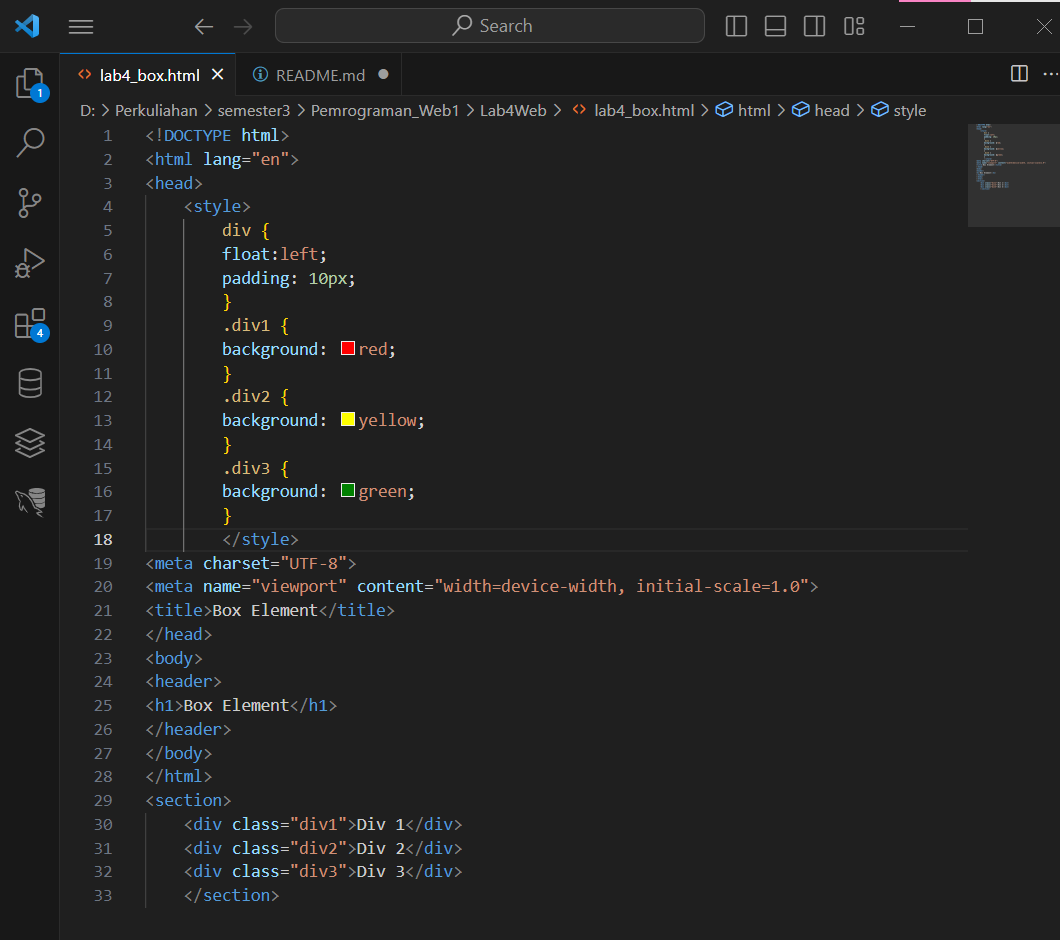 Search
lab4_box.html
README.md
D: > Perkuliahan > semester3 > Pemrograman_Web1 > Lab4Web > lab4_box.html > html > head > style
1 <!DOCTYPE html>
2 <html lang="en">
3 <head>
4 <style>
5 div {
6 float:left;
7 padding: 10px;
8 }
9 .div1 {
10 background: red;
11 }
12 .div2 {
13 background: yellow;
14 }
15 .div3 {
16 background: green;
17 }
18 </style>
19 <meta charset="UTF-8">
20 <meta name="viewport" content="width=device-width, initial-scale=1.0">
21 <title>Box Element</title>
22 </head>
23 <body>
24 <header>
25 <h1>Box Element</h1>
26 </header>
27 </body>
28 </html>
29 <section>
30 <div class="div1">Div 1</div>
31 <div class="div2">Div 2</div>
32 <div class="div3">Div 3</div>
33 </section>
1
4